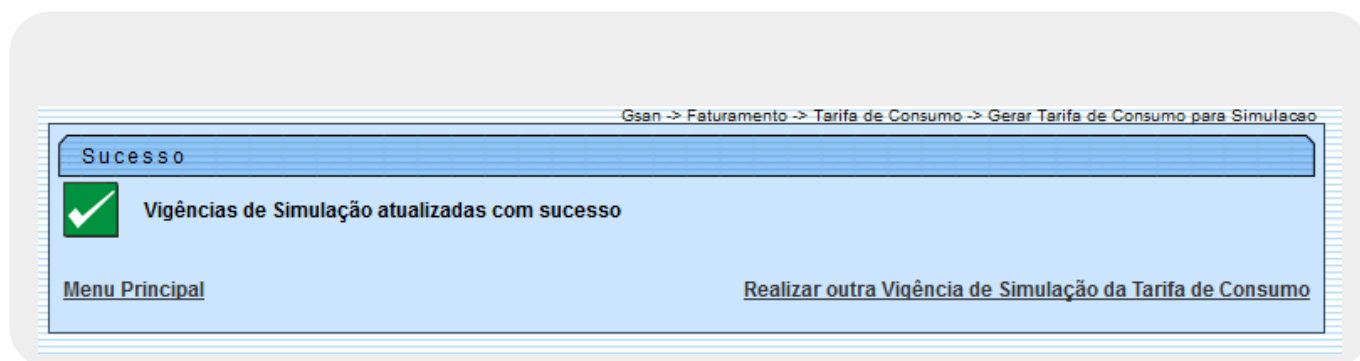 Gsan -> Faturamento -> Tarifa de Consumo -> Gerar Tarifa de Consumo para Simulacao
Sucesso
Vigências de Simulação atualizadas com sucesso
Menu Principal
Realizar outra Vigência de Simulação da Tarifa de Consumo